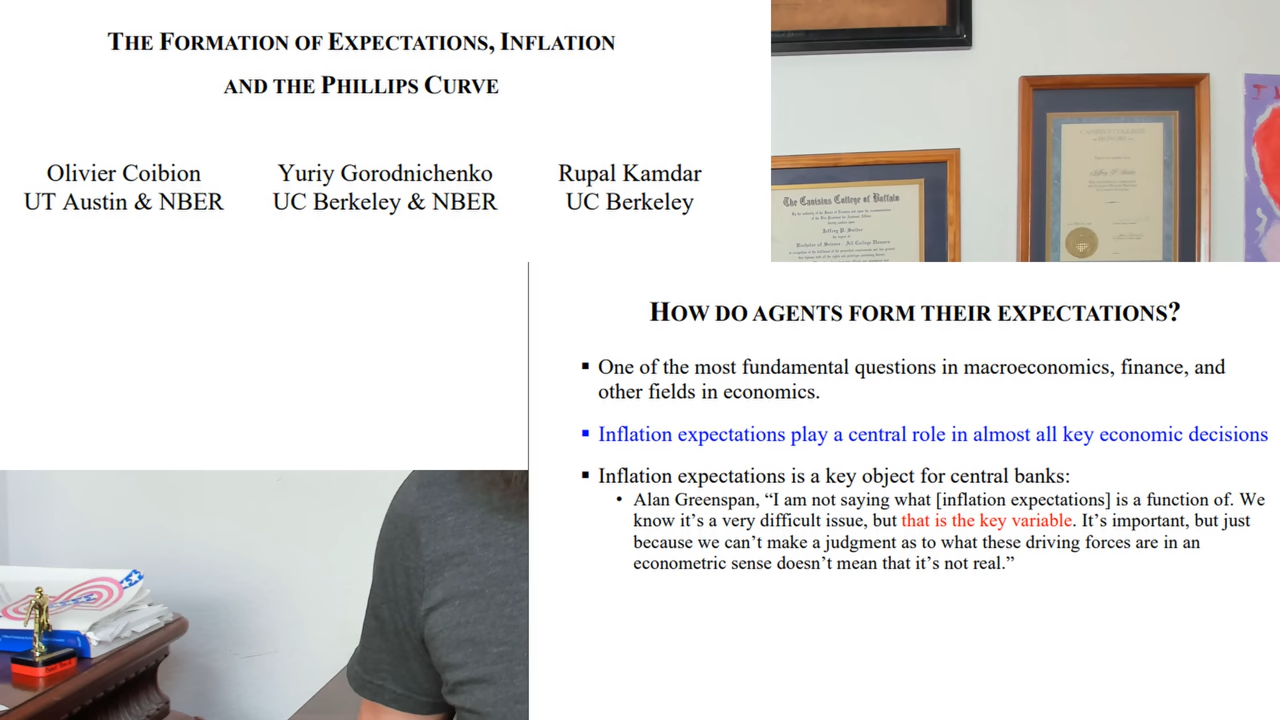 THE FORMATION OF EXPECTATIONS, INFLATION
AND THE PHILLIPS CURVE
Olivier Coibion
UT Austin & NBER
Yuriy Gorodnichenko
UC Berkeley & NBER
Rupal Kamdar
UC Berkeley
The Canisius College of Buffalo
HOW DO AGENTS FORM THEIR EXPECTATIONS?
▪ One of the most fundamental questions in macroeconomics, finance, and
other fields in economics.
▪ Inflation expectations play a central role in almost all key economic decisions
▪ Inflation expectations is a key object for central banks:
• Alan Greenspan, “I am not saying what [inflation expectations] is a function of. We
know it’s a very difficult issue, but that is the key variable. It’s important, but just
because we can’t make a judgment as to what these driving forces are in an
econometric sense doesn’t mean that it’s not real.”